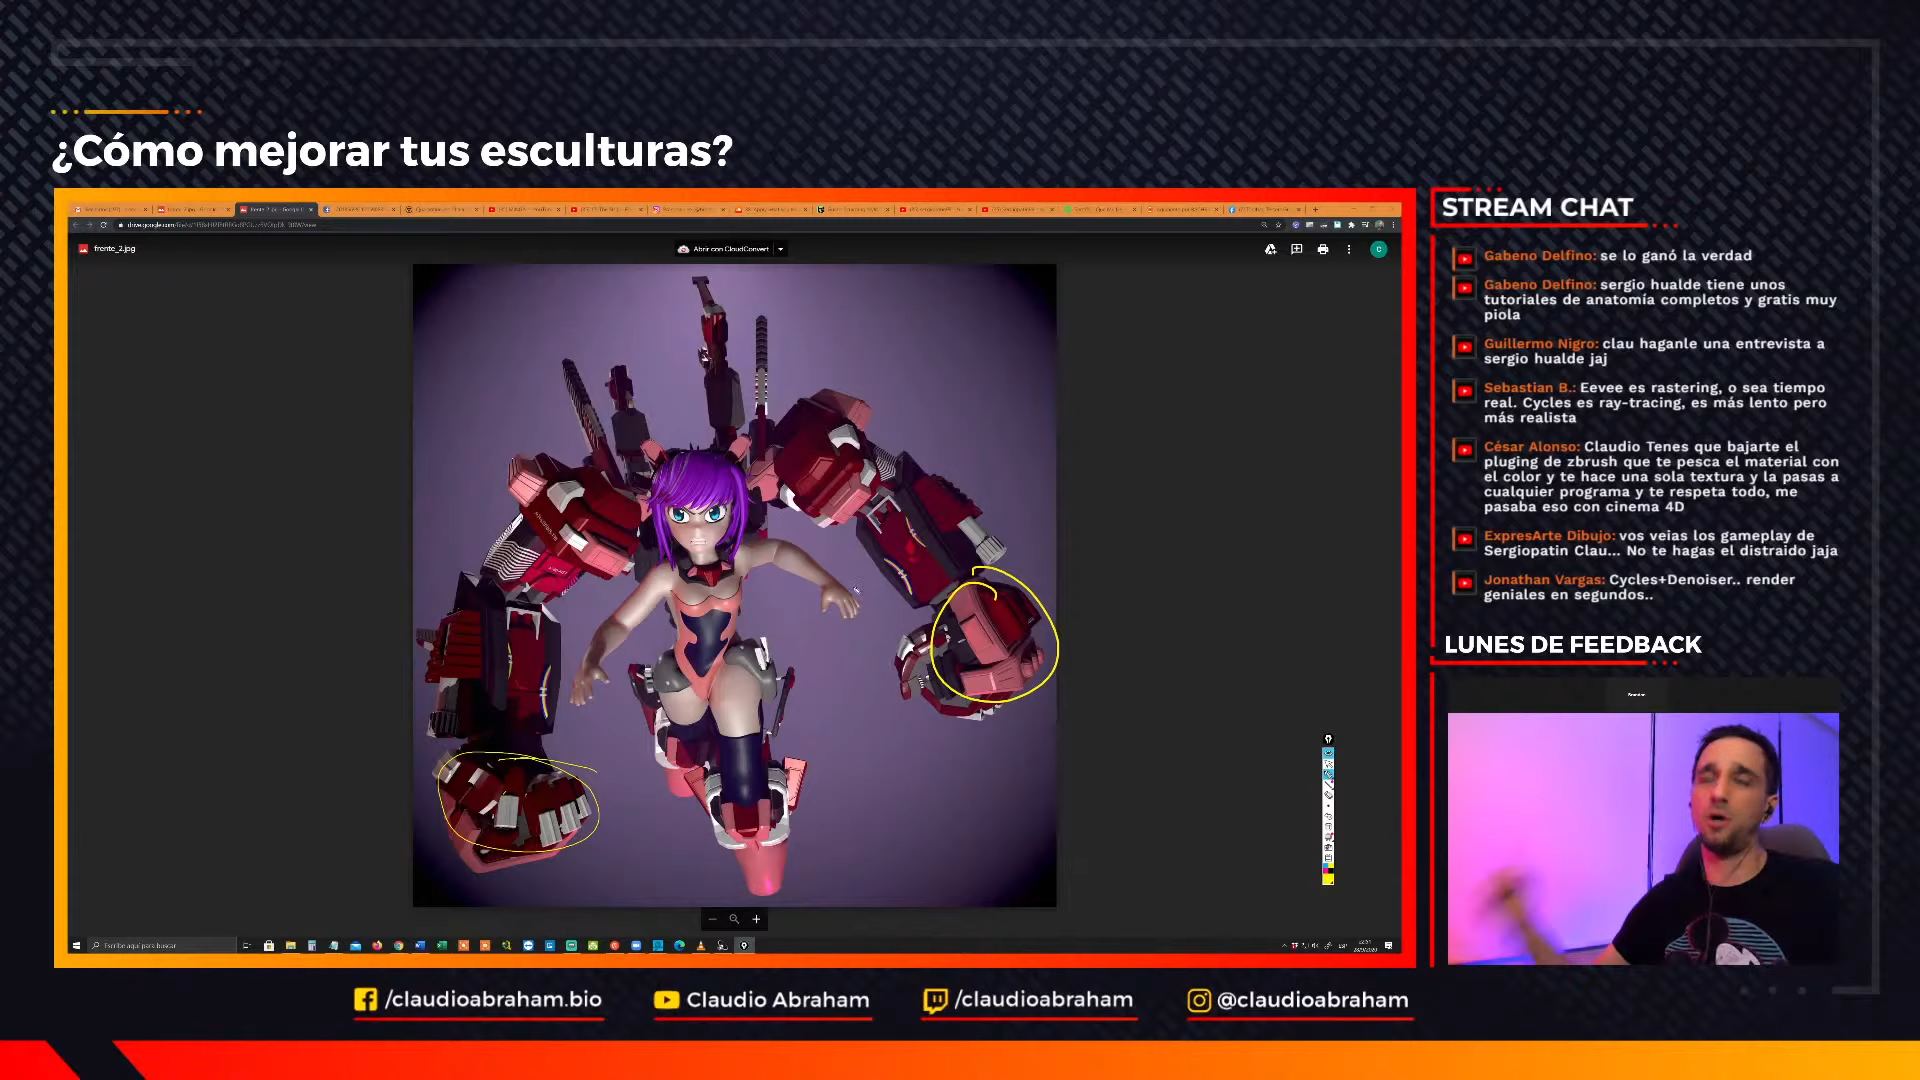 ¿Cómo mejorar tus esculturas?
frente_2.jpg
Abrir con CloudConvert
C
Escribe aquí para buscar
STREAM CHAT
Gabeno Delfino: se lo ganó la verdad
Gabeno Delfino: sergio hualde tiene unos
tutoriales de anatomía completos y gratis muy
piola
Guillermo Nigro: clau haganle una entrevista a
sergio hualde jaj
Sebastian B.: Eevee es rastering, o sea tiempo
real. Cycles es ray-tracing, es más lento pero
más realista
César Alonso: Claudio Tenes que bajarte el
pluging de zbrush que te pesca el material con
el color y te hace una sola textura y la pasas a
cualquier programa y te respeta todo, me
pasaba eso con cinema 4D
ExpresArte Dibujo: vos veias los gameplay de
Sergiopatin Clau... No te hagas el distraido jaja
Jonathan Vargas: Cycles+Denoiser.. render
geniales en segundos..
LUNES DE FEEDBACK
Brandon
/claudioabraham.bio
Claudio Abraham
/claudioabraham
@claudioabraham